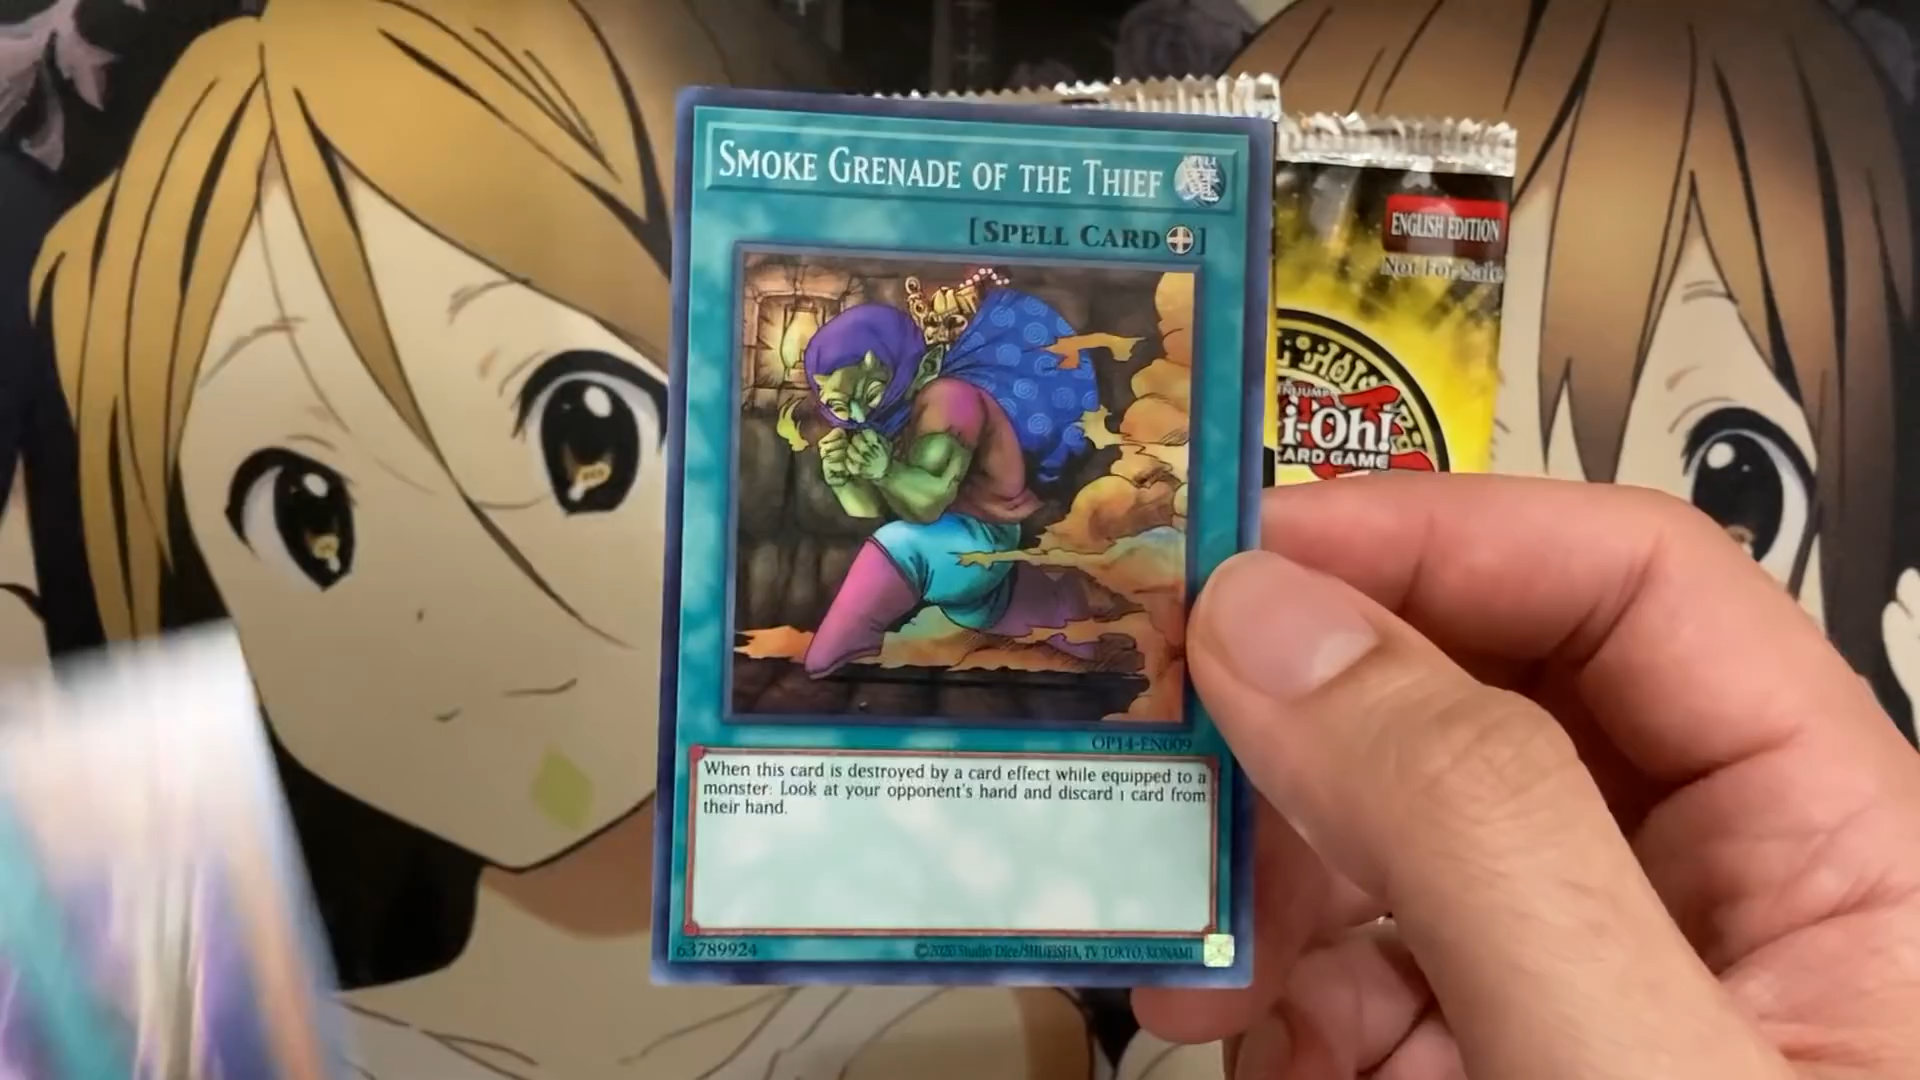 SMOKE GRENADE OF THE THIEF
[SPELL CARD]
ENGLISH EDITION
Not For Sale
i-Oh!
CARD GAME
OP14-EN009
When this card is destroyed by a card effect while equipped to a
monster: Look at your opponent's hand and discard 1 card from
their hand.
63789924
©2020 Studio Dice/SHUEISHA, TV TOKYO, KONAMI